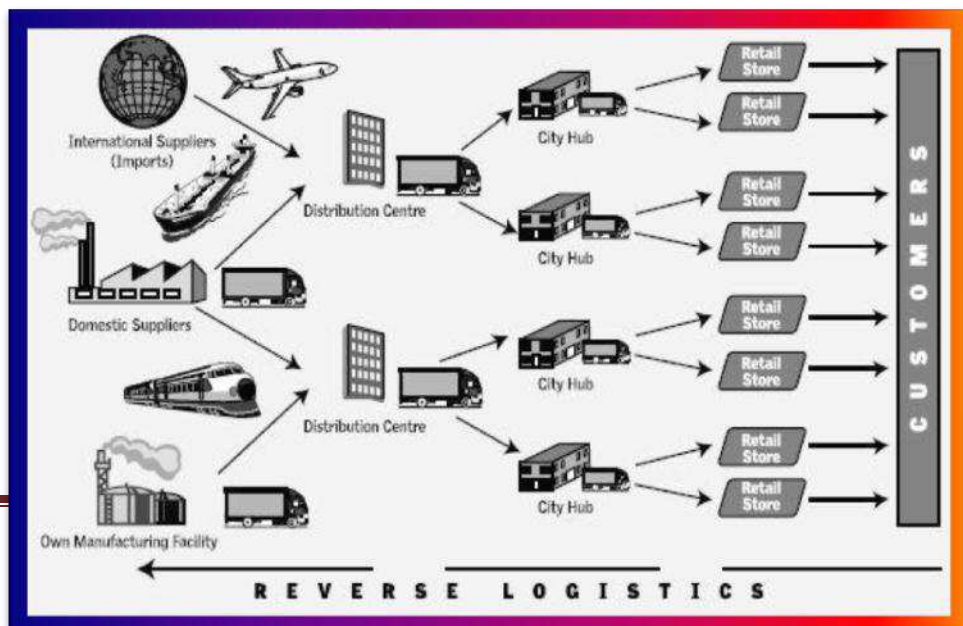 International Suppliers
(Imports)
Domestic Suppliers
Own Manufacturing Facility
Distribution Centre
Distribution Centre
City Hub
City Hub
City Hub
City Hub
Retail
Store
Retail
Store
Retail
Store
Retail
Store
Retail
Store
Retail
Store
Retail
Store
Retail
Store
CUSTOMERS
REVERSE LOGISTICS